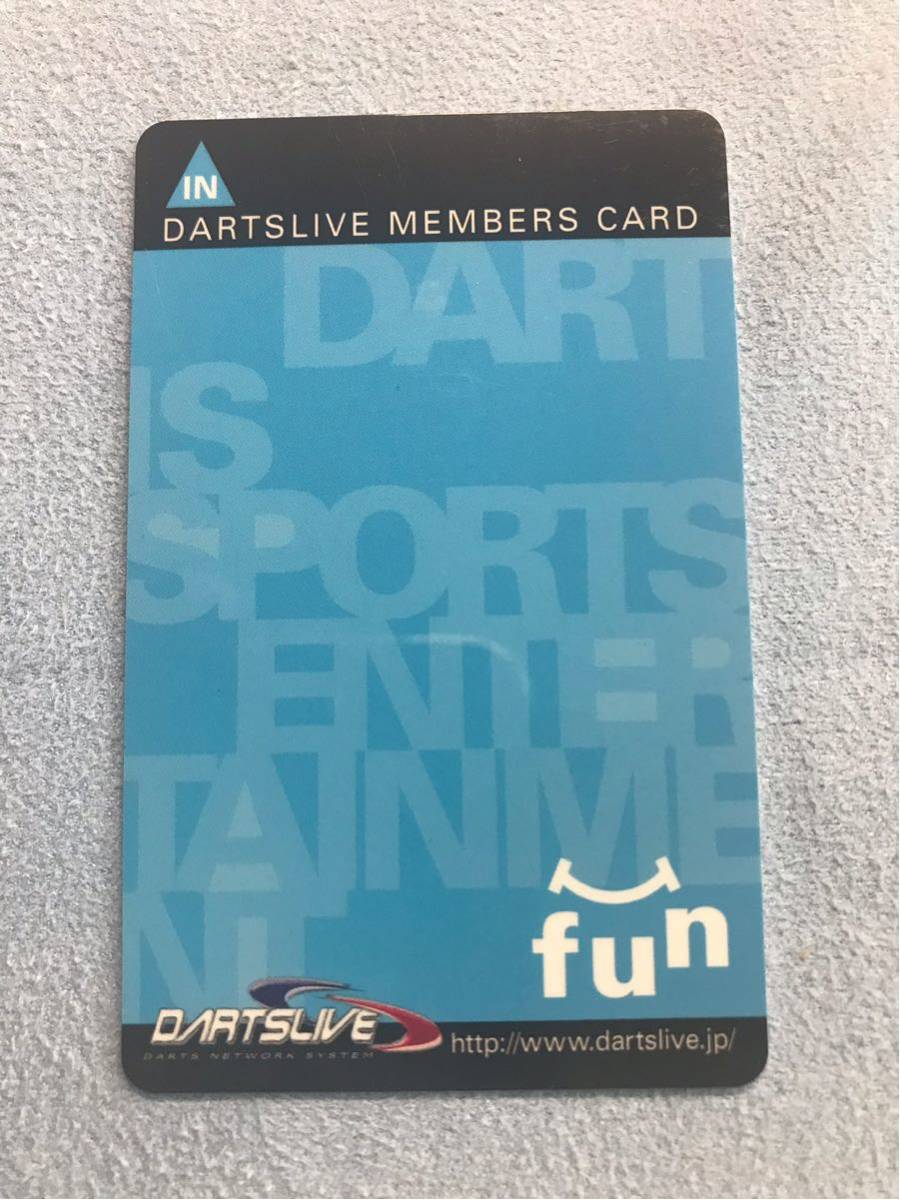 IN
DARTSLIVE MEMBERS CARD
DART
IS
SPORTS
ENTER
TAINME
NT
fun
DARTSLIVE
DARTS NETWORK SYSTEM
http://www.dartslive.jp/